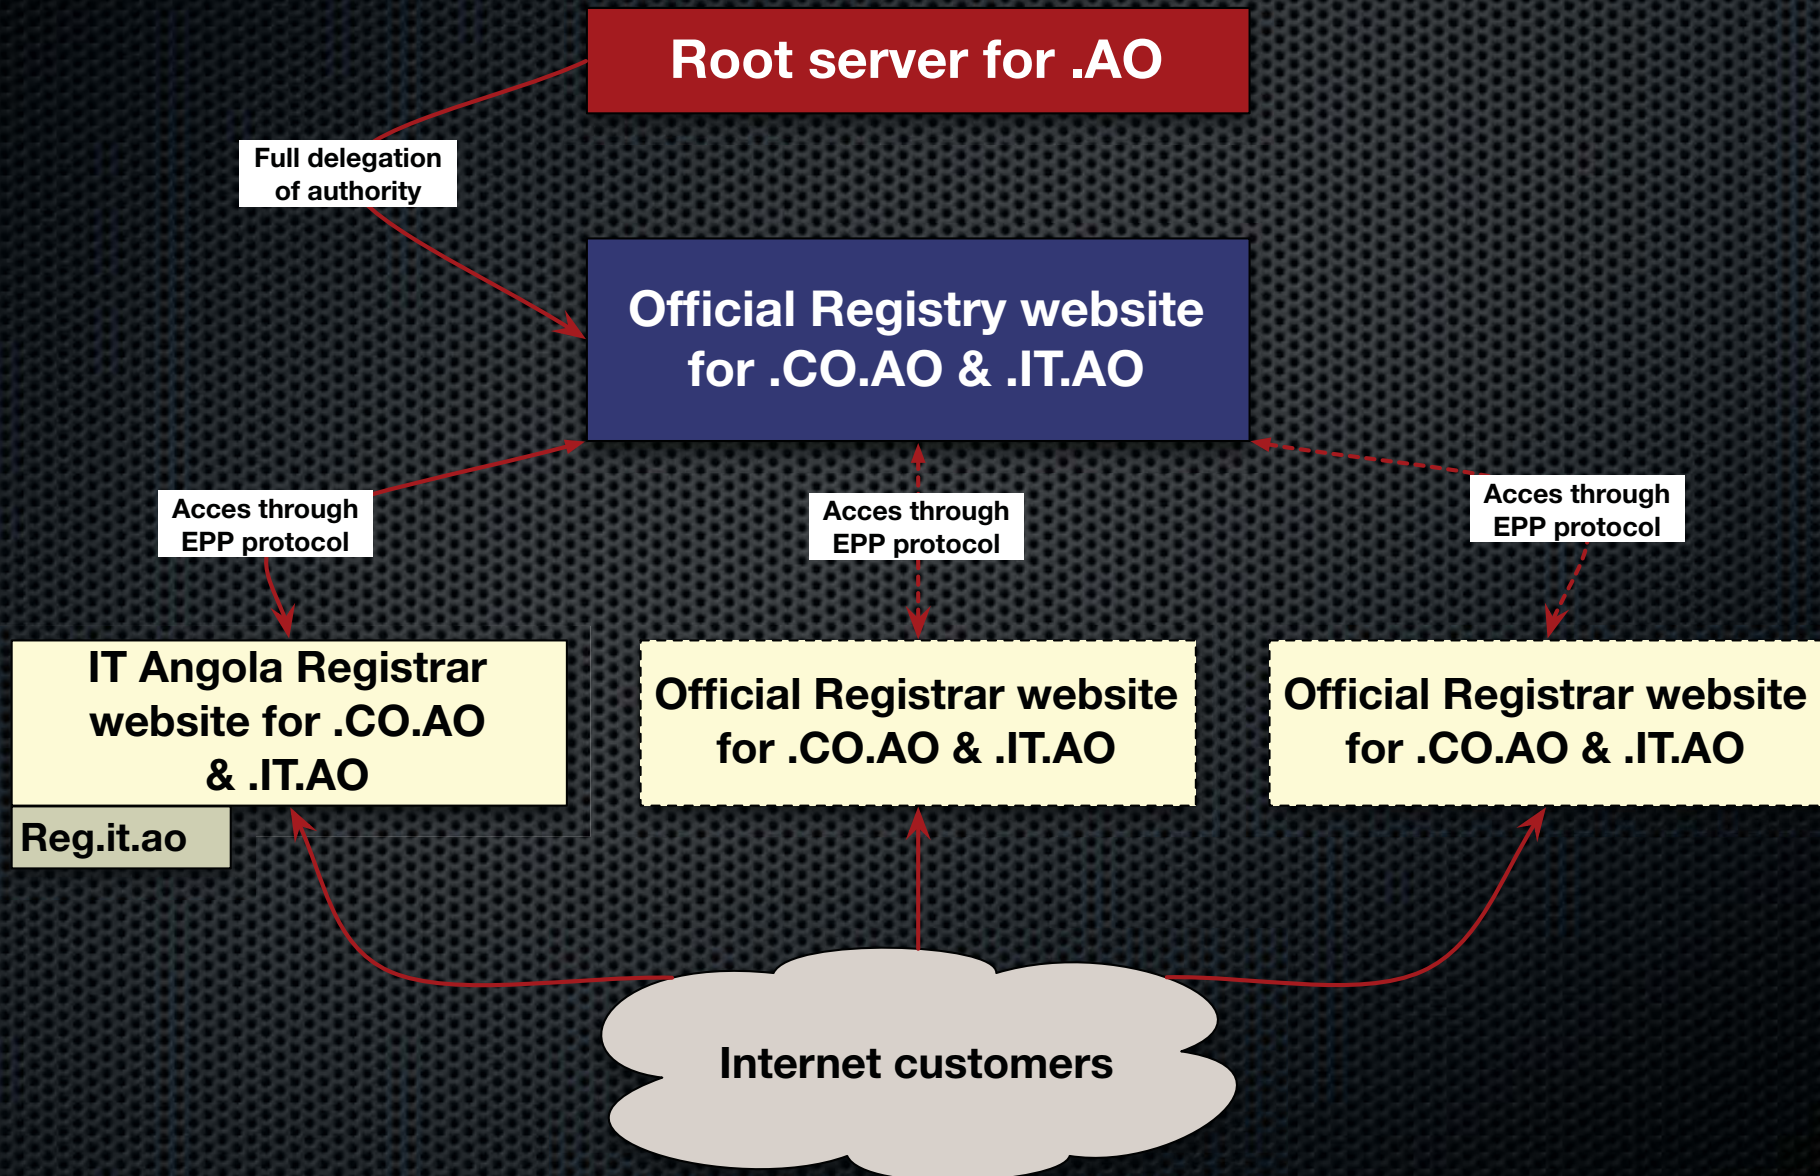 Root server for .AO
Full delegation
of authority
Official Registry website
for .CO.AO & .IT.AO
Acces through
EPP protocol
Acces through
EPP protocol
Acces through
EPP protocol
IT Angola Registrar
website for .CO.AO
& .IT.AO
Official Registrar website
for .CO.AO & .IT.AO
Official Registrar website
for .CO.AO & .IT.AO
Reg.it.ao
Internet customers